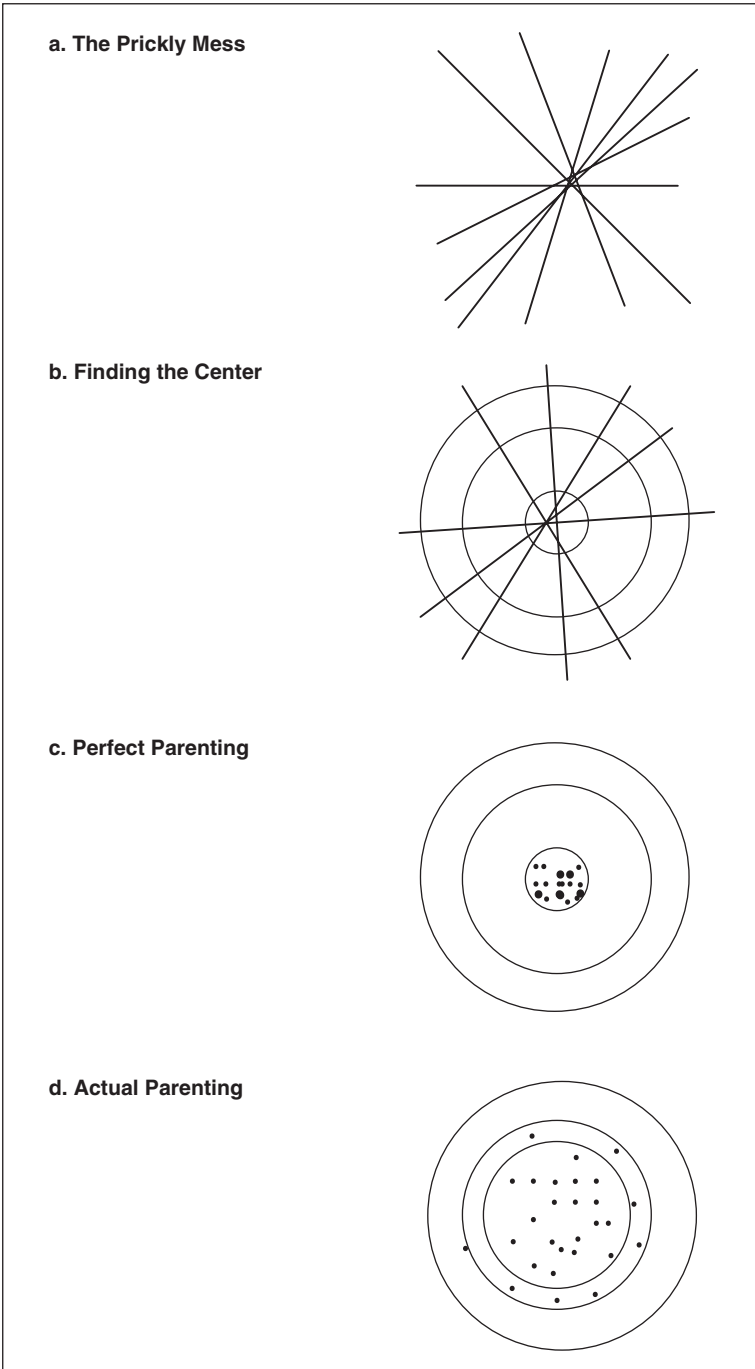 a. The Prickly Mess
b. Finding the Center
c. Perfect Parenting
d. Actual Parenting